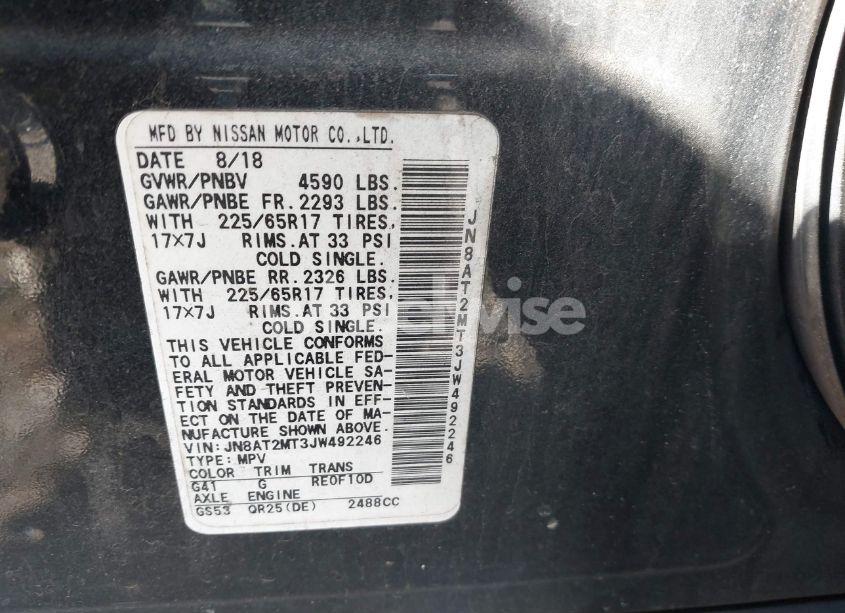 MFD BY NISSAN MOTOR CO.,LTD.
DATE 8/18
GVWR/PNBV 4590 LBS.
GAWR/PNBE FR. 2293 LBS.
WITH 225/65R17 TIRES,
17×7J RIMS.AT 33 PSI
COLD SINGLE.
GAWR/PNBE RR. 2326 LBS.
WITH 225/65R17 TIRES,
17×7J RIMS.AT 33 PSI
COLD SINGLE.
THIS VEHICLE CONFORMS
TO ALL APPLICABLE FED-
ERAL MOTOR VEHICLE SA-
FETY AND THEFT PREVEN-
TION STANDARDS IN EFF-
ECT ON THE DATE OF MA-
NUFACTURE SHOWN ABOVE.
VIN:JN8AT2MT3JW492246
TYPE: MPV
COLOR TRIM TRANS
G41 G RE0F10D
AXLE ENGINE
GS53 QR25(DE) 2488CC
JN8AT2MT3JW492246